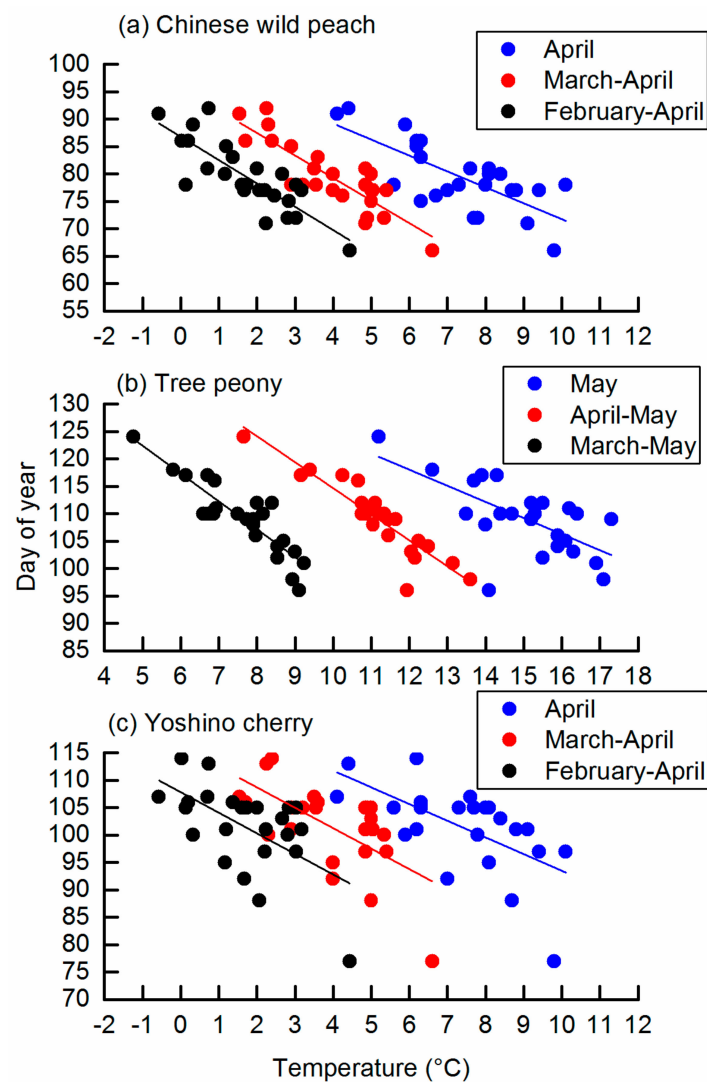 (a) Chinese wild peach
April
March-April
February-April
100
95
90
85
80
75
70
65
60
55
-2 -1 0 1 2 3 4 5 6 7 8 9 10 11 12
(b) Tree peony
May
April-May
March-May
130
125
120
115
110
105
100
95
90
85
4 5 6 7 8 9 10 11 12 13 14 15 16 17 18
Day of year
(c) Yoshino cherry
April
March-April
February-April
115
110
105
100
95
90
85
80
75
70
-2 -1 0 1 2 3 4 5 6 7 8 9 10 11 12
Temperature (°C)